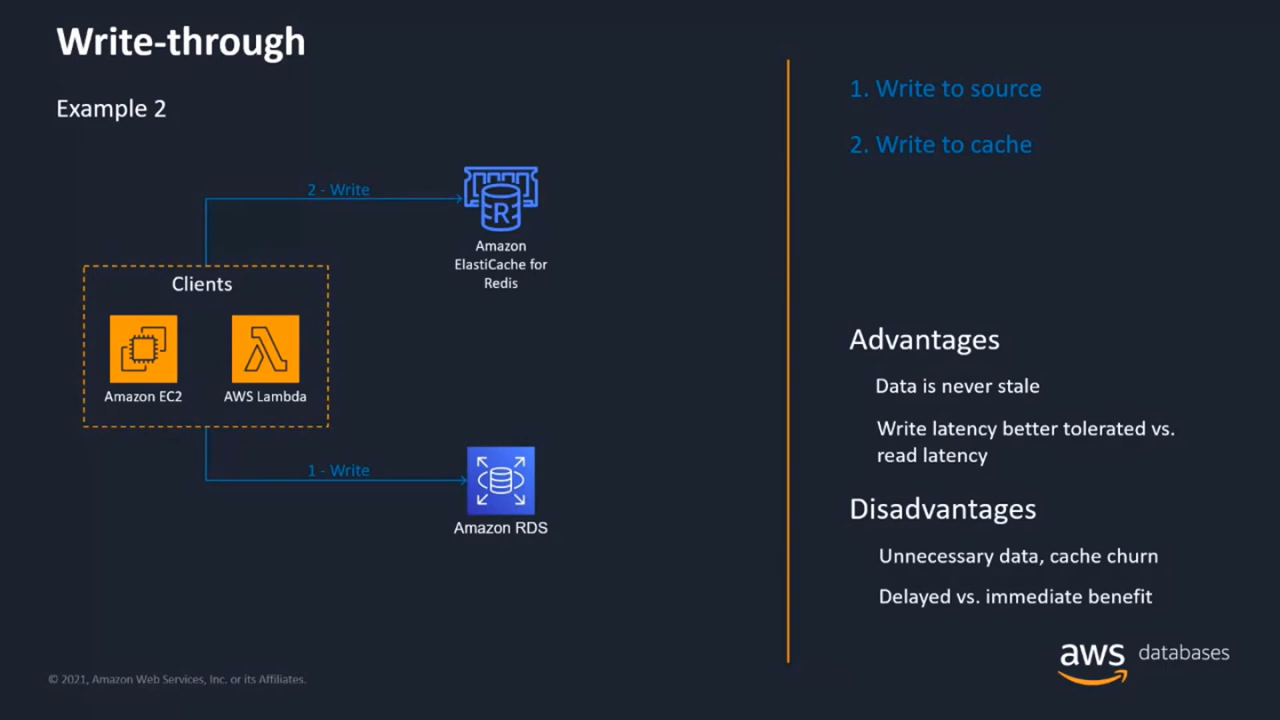 Write-through
Example 2
2 - Write
Amazon
ElastiCache for
Redis
Clients
Amazon EC2
AWS Lambda
1 - Write
Amazon RDS
1. Write to source
2. Write to cache
Advantages
Data is never stale
Write latency better tolerated vs.
read latency
Disadvantages
Unnecessary data, cache churn
Delayed vs. immediate benefit
© 2021, Amazon Web Services, Inc. or its Affiliates.
aws databases